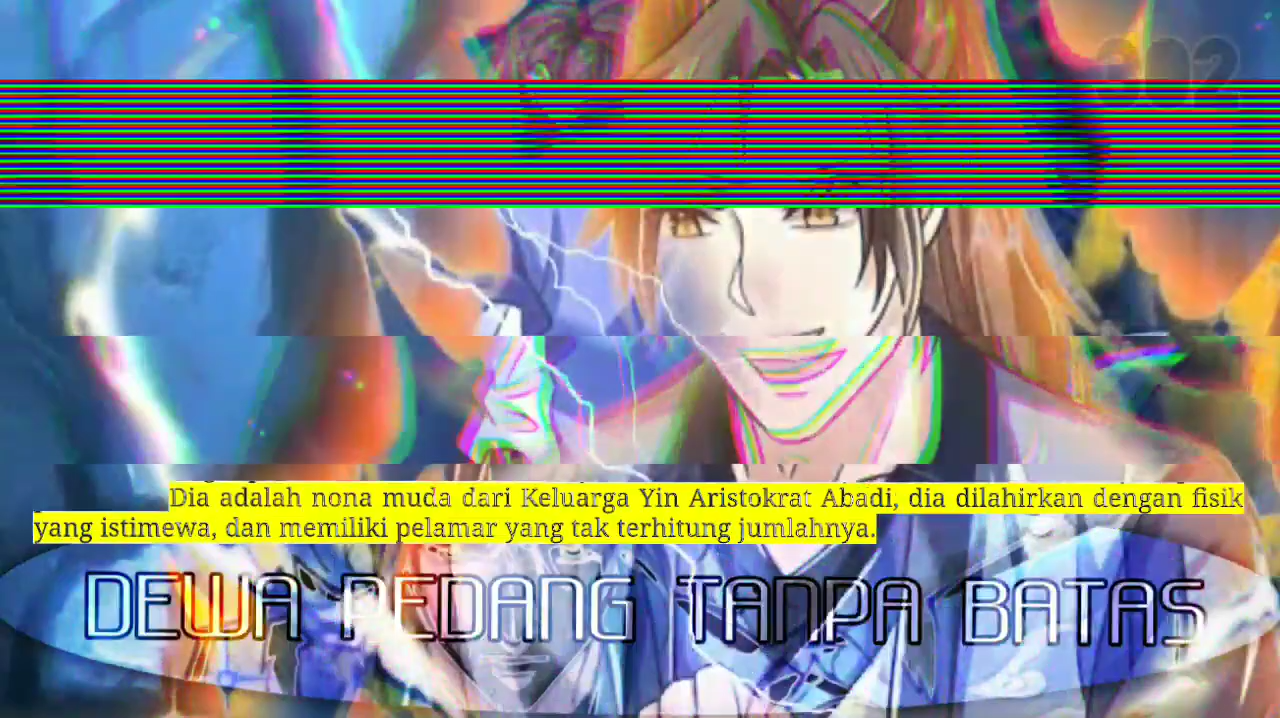 302
Dia adalah nona muda dari Keluarga Yin Aristokrat Abadi, dia dilahirkan dengan fisik
yang istimewa, dan memiliki pelamar yang tak terhitung jumlahnya.
DEWA PEDANG TANPA BATAS